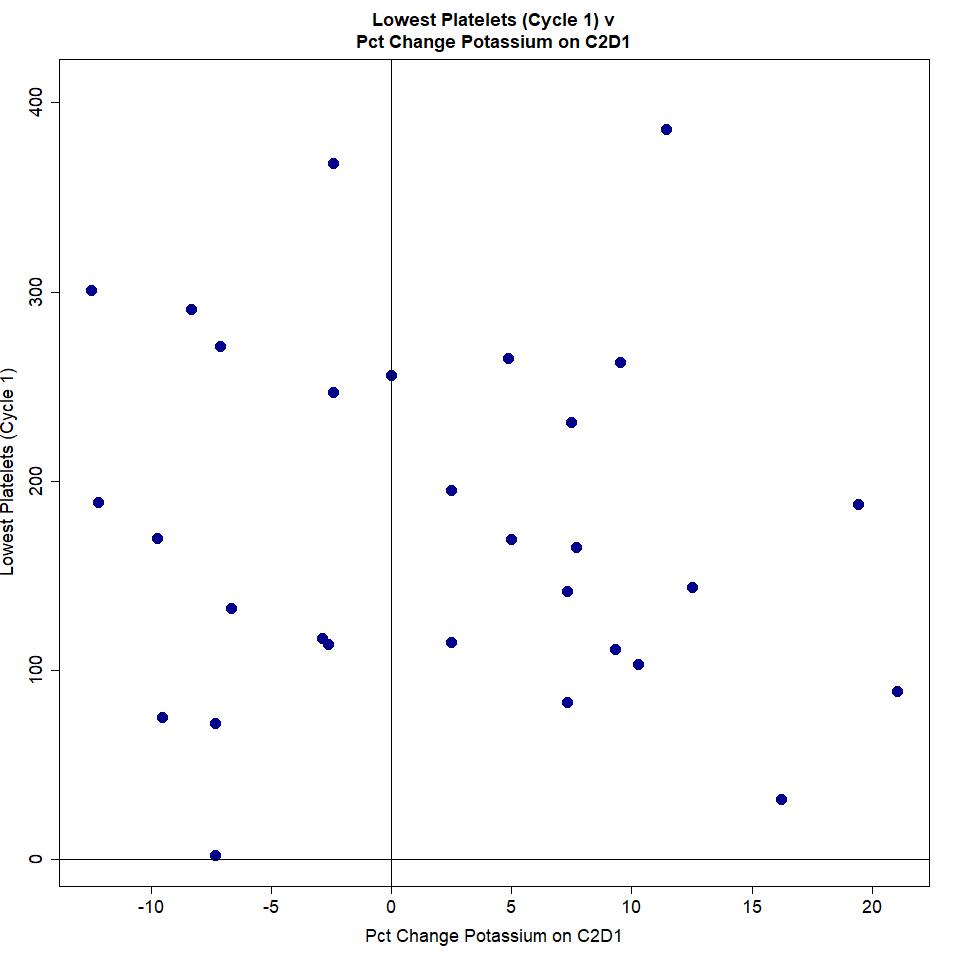 Lowest Platelets (Cycle 1) v
Pct Change Potassium on C2D1
400
300
200
100
0
Lowest Platelets (Cycle 1)
-10 -5 0 5 10 15 20
Pct Change Potassium on C2D1